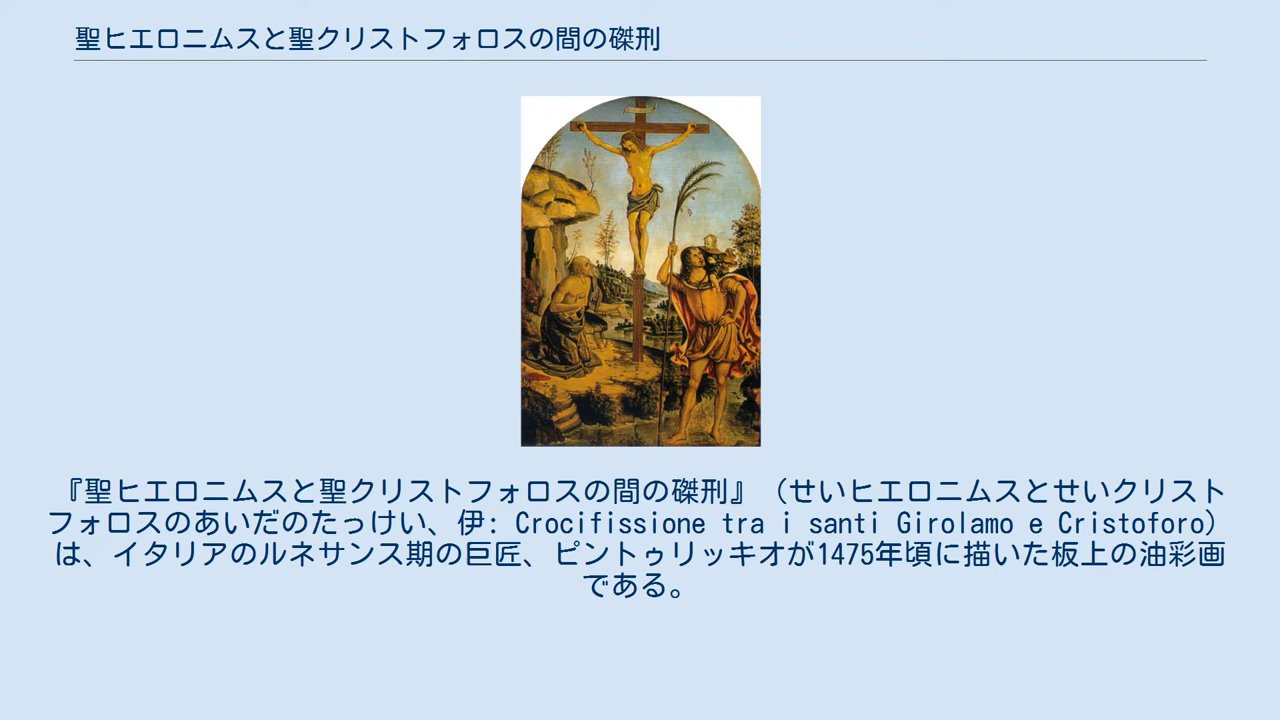 聖ヒエロニムスと聖クリストフォロスの間の磔刑
『聖ヒエロニムスと聖クリストフォロスの間の磔刑』（せいヒエロニムスとせいクリスト
フォロスのあいだのたっけい、伊: Crocifissione tra i santi Girolamo e Cristoforo）
は、イタリアのルネサンス期の巨匠、ピントゥリッキオが1475年頃に描いた板上の油彩画
である。